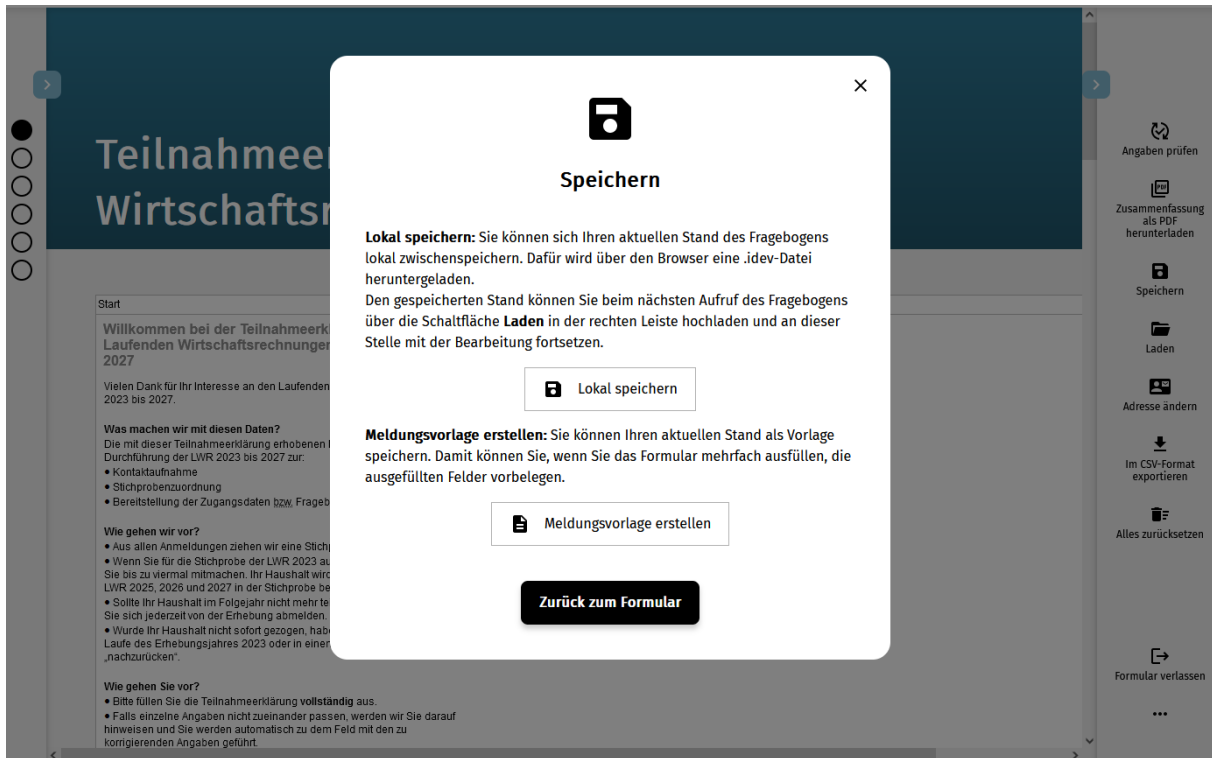 Teilnahmeer
Wirtschaftsr
Start
Willkommen bei der Teilnahmeerk
Laufenden Wirtschaftsrechnunger
2027
Vielen Dank für Ihr Interesse an den Laufenden
2023 bis 2027.
Was machen wir mit diesen Daten?
Die mit dieser Teilnahmeerklärung erhobenen
Durchführung der LWR 2023 bis 2027 zur:
• Kontaktaufnahme
• Stichprobenzuordnung
• Bereitstellung der Zugangsdaten bzw. Frageb
Wie gehen wir vor?
• Aus allen Anmeldungen ziehen wir eine Stich
• Wenn Sie für die Stichprobe der LWR 2023 au
Sie bis zu viermal mitmachen. Ihr Haushalt wird
LWR 2025, 2026 und 2027 in der Stichprobe be
• Sollte Ihr Haushalt im Folgejahr nicht mehr te
Sie sich jederzeit von der Erhebung abmelden.
• Wurde Ihr Haushalt nicht sofort gezogen, hab
Laufe des Erhebungsjahres 2023 oder in einer
„nachzurücken“.
Wie gehen Sie vor?
• Bitte füllen Sie die Teilnahmeerklärung vollständig aus.
• Falls einzelne Angaben nicht zueinander passen, werden wir Sie darauf
hinweisen und Sie werden automatisch zu dem Feld mit den zu
korrigierenden Angaben geführt.
Speichern
Lokal speichern: Sie können sich Ihren aktuellen Stand des Fragebogens
lokal zwischenspeichern. Dafür wird über den Browser eine .idev-Datei
heruntergeladen.
Den gespeicherten Stand können Sie beim nächsten Aufruf des Fragebogens
über die Schaltfläche Laden in der rechten Leiste hochladen und an dieser
Stelle mit der Bearbeitung fortsetzen.
Lokal speichern
Meldungsvorlage erstellen: Sie können Ihren aktuellen Stand als Vorlage
speichern. Damit können Sie, wenn Sie das Formular mehrfach ausfüllen, die
ausgefüllten Felder vorbelegen.
Meldungsvorlage erstellen
Zurück zum Formular
Angaben prüfen
PDF
Zusammenfassung
als PDF
herunterladen
Speichern
Laden
Adresse ändern
Im CSV-Format
exportieren
Alles zurücksetzen
Formular verlassen